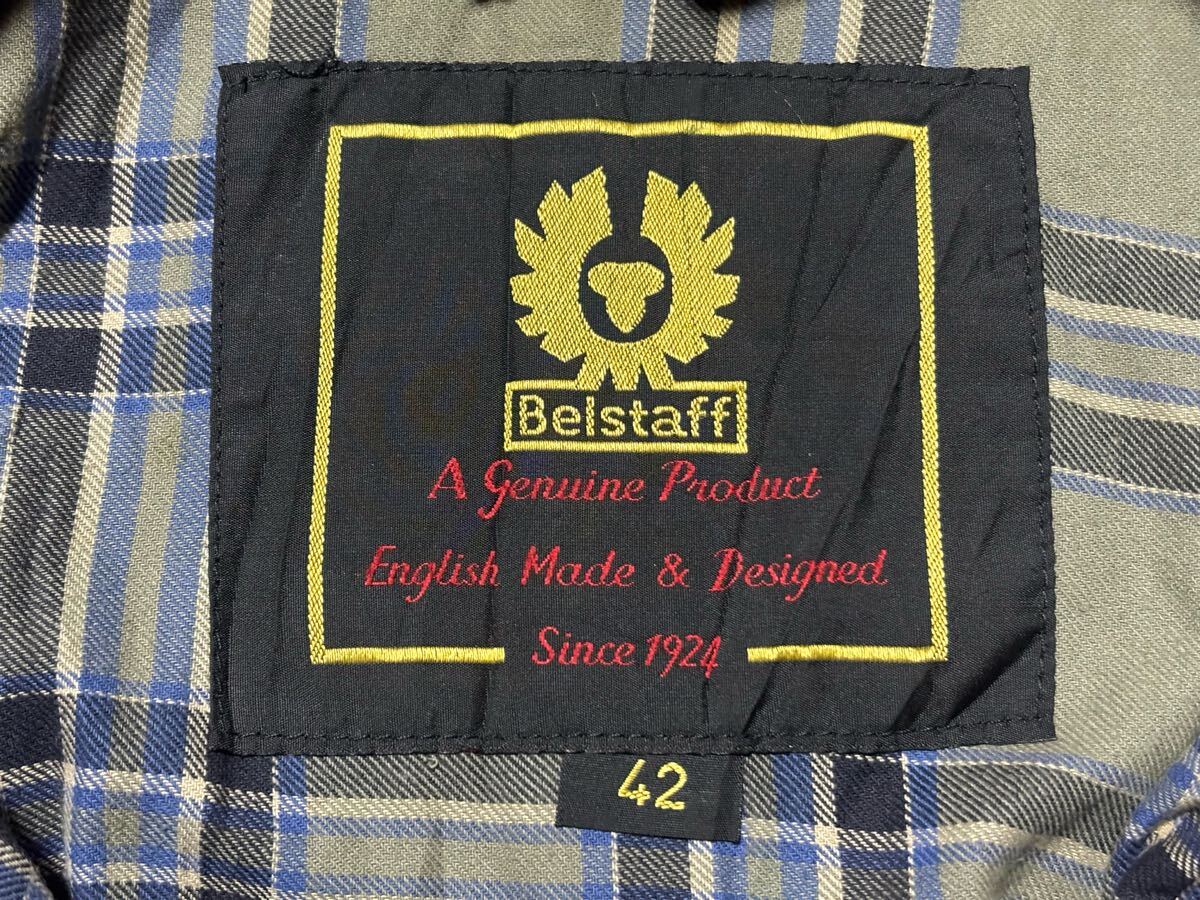 Belstaff
A Genuine Product
English Made & Designed
Since 1924
42